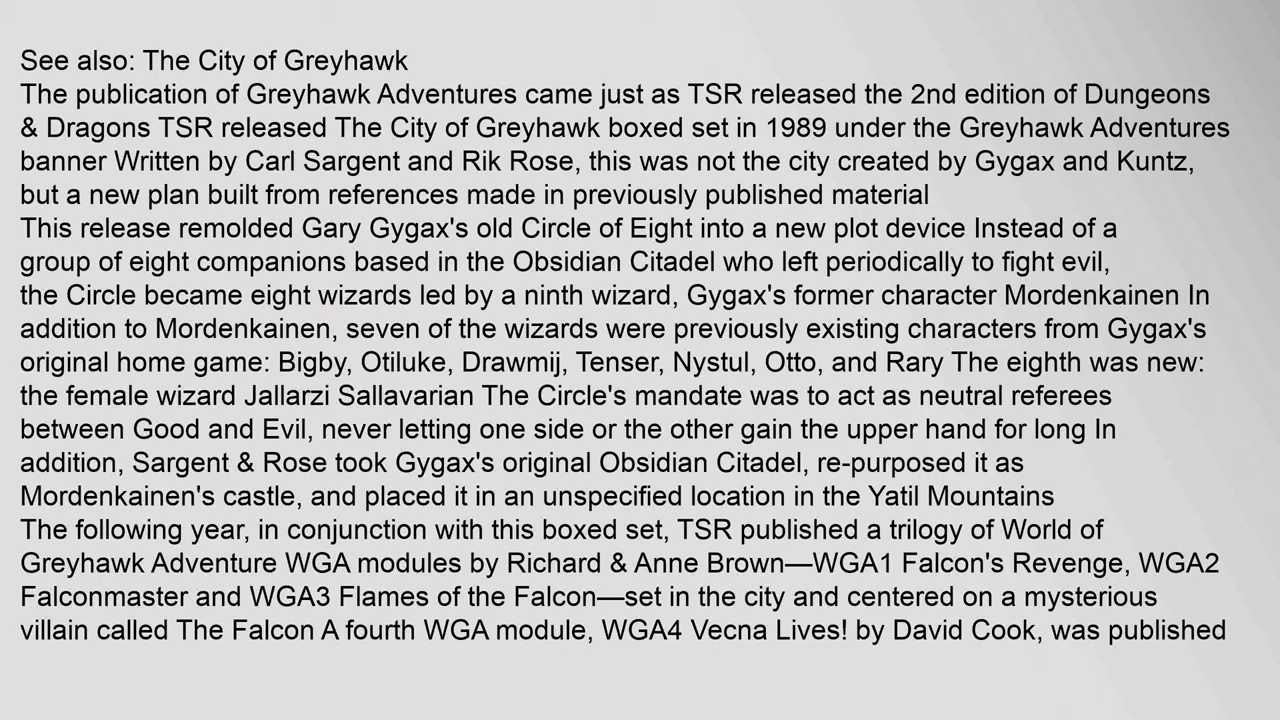 See also: The City of Greyhawk
The publication of Greyhawk Adventures came just as TSR released the 2nd edition of Dungeons
& Dragons TSR released The City of Greyhawk boxed set in 1989 under the Greyhawk Adventures
banner Written by Carl Sargent and Rik Rose, this was not the city created by Gygax and Kuntz,
but a new plan built from references made in previously published material
This release remolded Gary Gygax's old Circle of Eight into a new plot device Instead of a
group of eight companions based in the Obsidian Citadel who left periodically to fight evil,
the Circle became eight wizards led by a ninth wizard, Gygax's former character Mordenkainen In
addition to Mordenkainen, seven of the wizards were previously existing characters from Gygax's
original home game: Bigby, Otiluke, Drawmij, Tenser, Nystul, Otto, and Rary The eighth was new:
the female wizard Jallarzi Sallavarian The Circle's mandate was to act as neutral referees
between Good and Evil, never letting one side or the other gain the upper hand for long In
addition, Sargent & Rose took Gygax's original Obsidian Citadel, re-purposed it as
Mordenkainen's castle, and placed it in an unspecified location in the Yatil Mountains
The following year, in conjunction with this boxed set, TSR published a trilogy of World of
Greyhawk Adventure WGA modules by Richard & Anne Brown—WGA1 Falcon's Revenge, WGA2
Falconmaster and WGA3 Flames of the Falcon—set in the city and centered on a mysterious
villain called The Falcon A fourth WGA module, WGA4 Vecna Lives! by David Cook, was published